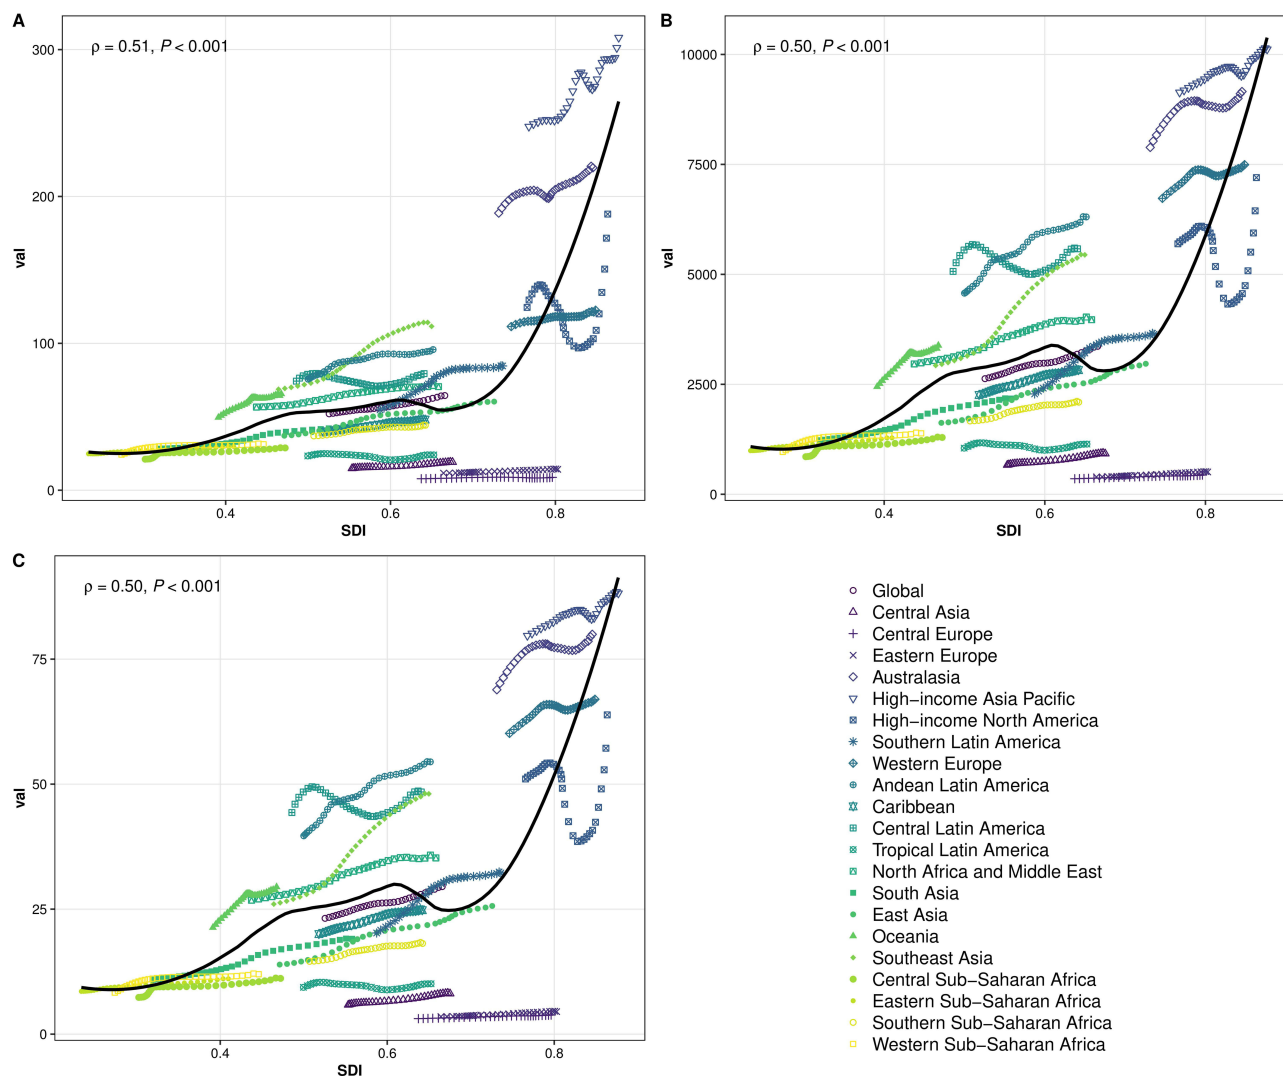 A
ρ = 0.51, P < 0.001
300
200
100
0
0.4
0.6
0.8
SDI
val
B
ρ = 0.50, P < 0.001
10000
7500
5000
2500
0
0.4
0.6
0.8
SDI
val
C
ρ = 0.50, P < 0.001
75
50
25
0
0.4
0.6
0.8
SDI
val
Global
Central Asia
Central Europe
Eastern Europe
Australasia
High−income Asia Pacific
High−income North America
Southern Latin America
Western Europe
Andean Latin America
Caribbean
Central Latin America
Tropical Latin America
North Africa and Middle East
South Asia
East Asia
Oceania
Southeast Asia
Central Sub−Saharan Africa
Eastern Sub−Saharan Africa
Southern Sub−Saharan Africa
Western Sub−Saharan Africa